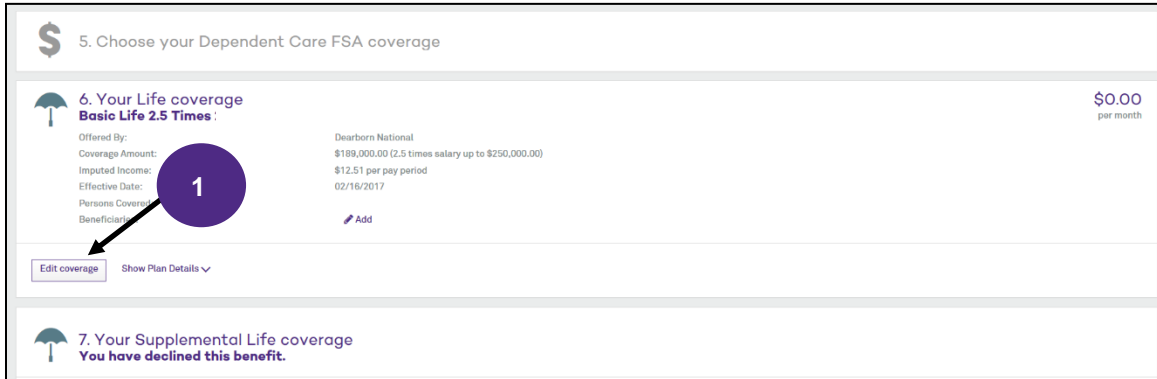 5. Choose your Dependent Care FSA coverage
6. Your Life coverage
$0.00
Basic Life 2.5 Times
per month
Offered By: Dearborn National
Coverage Amount: $189,000.00 (2.5 times salary up to $250,000.00)
Imputed Income: $12.51 per pay period
Effective Date: 02/16/2017
1
Persons Covered
Beneficiaries Add
Edit coverage Show Plan Details
7. Your Supplemental Life coverage
You have declined this benefit.